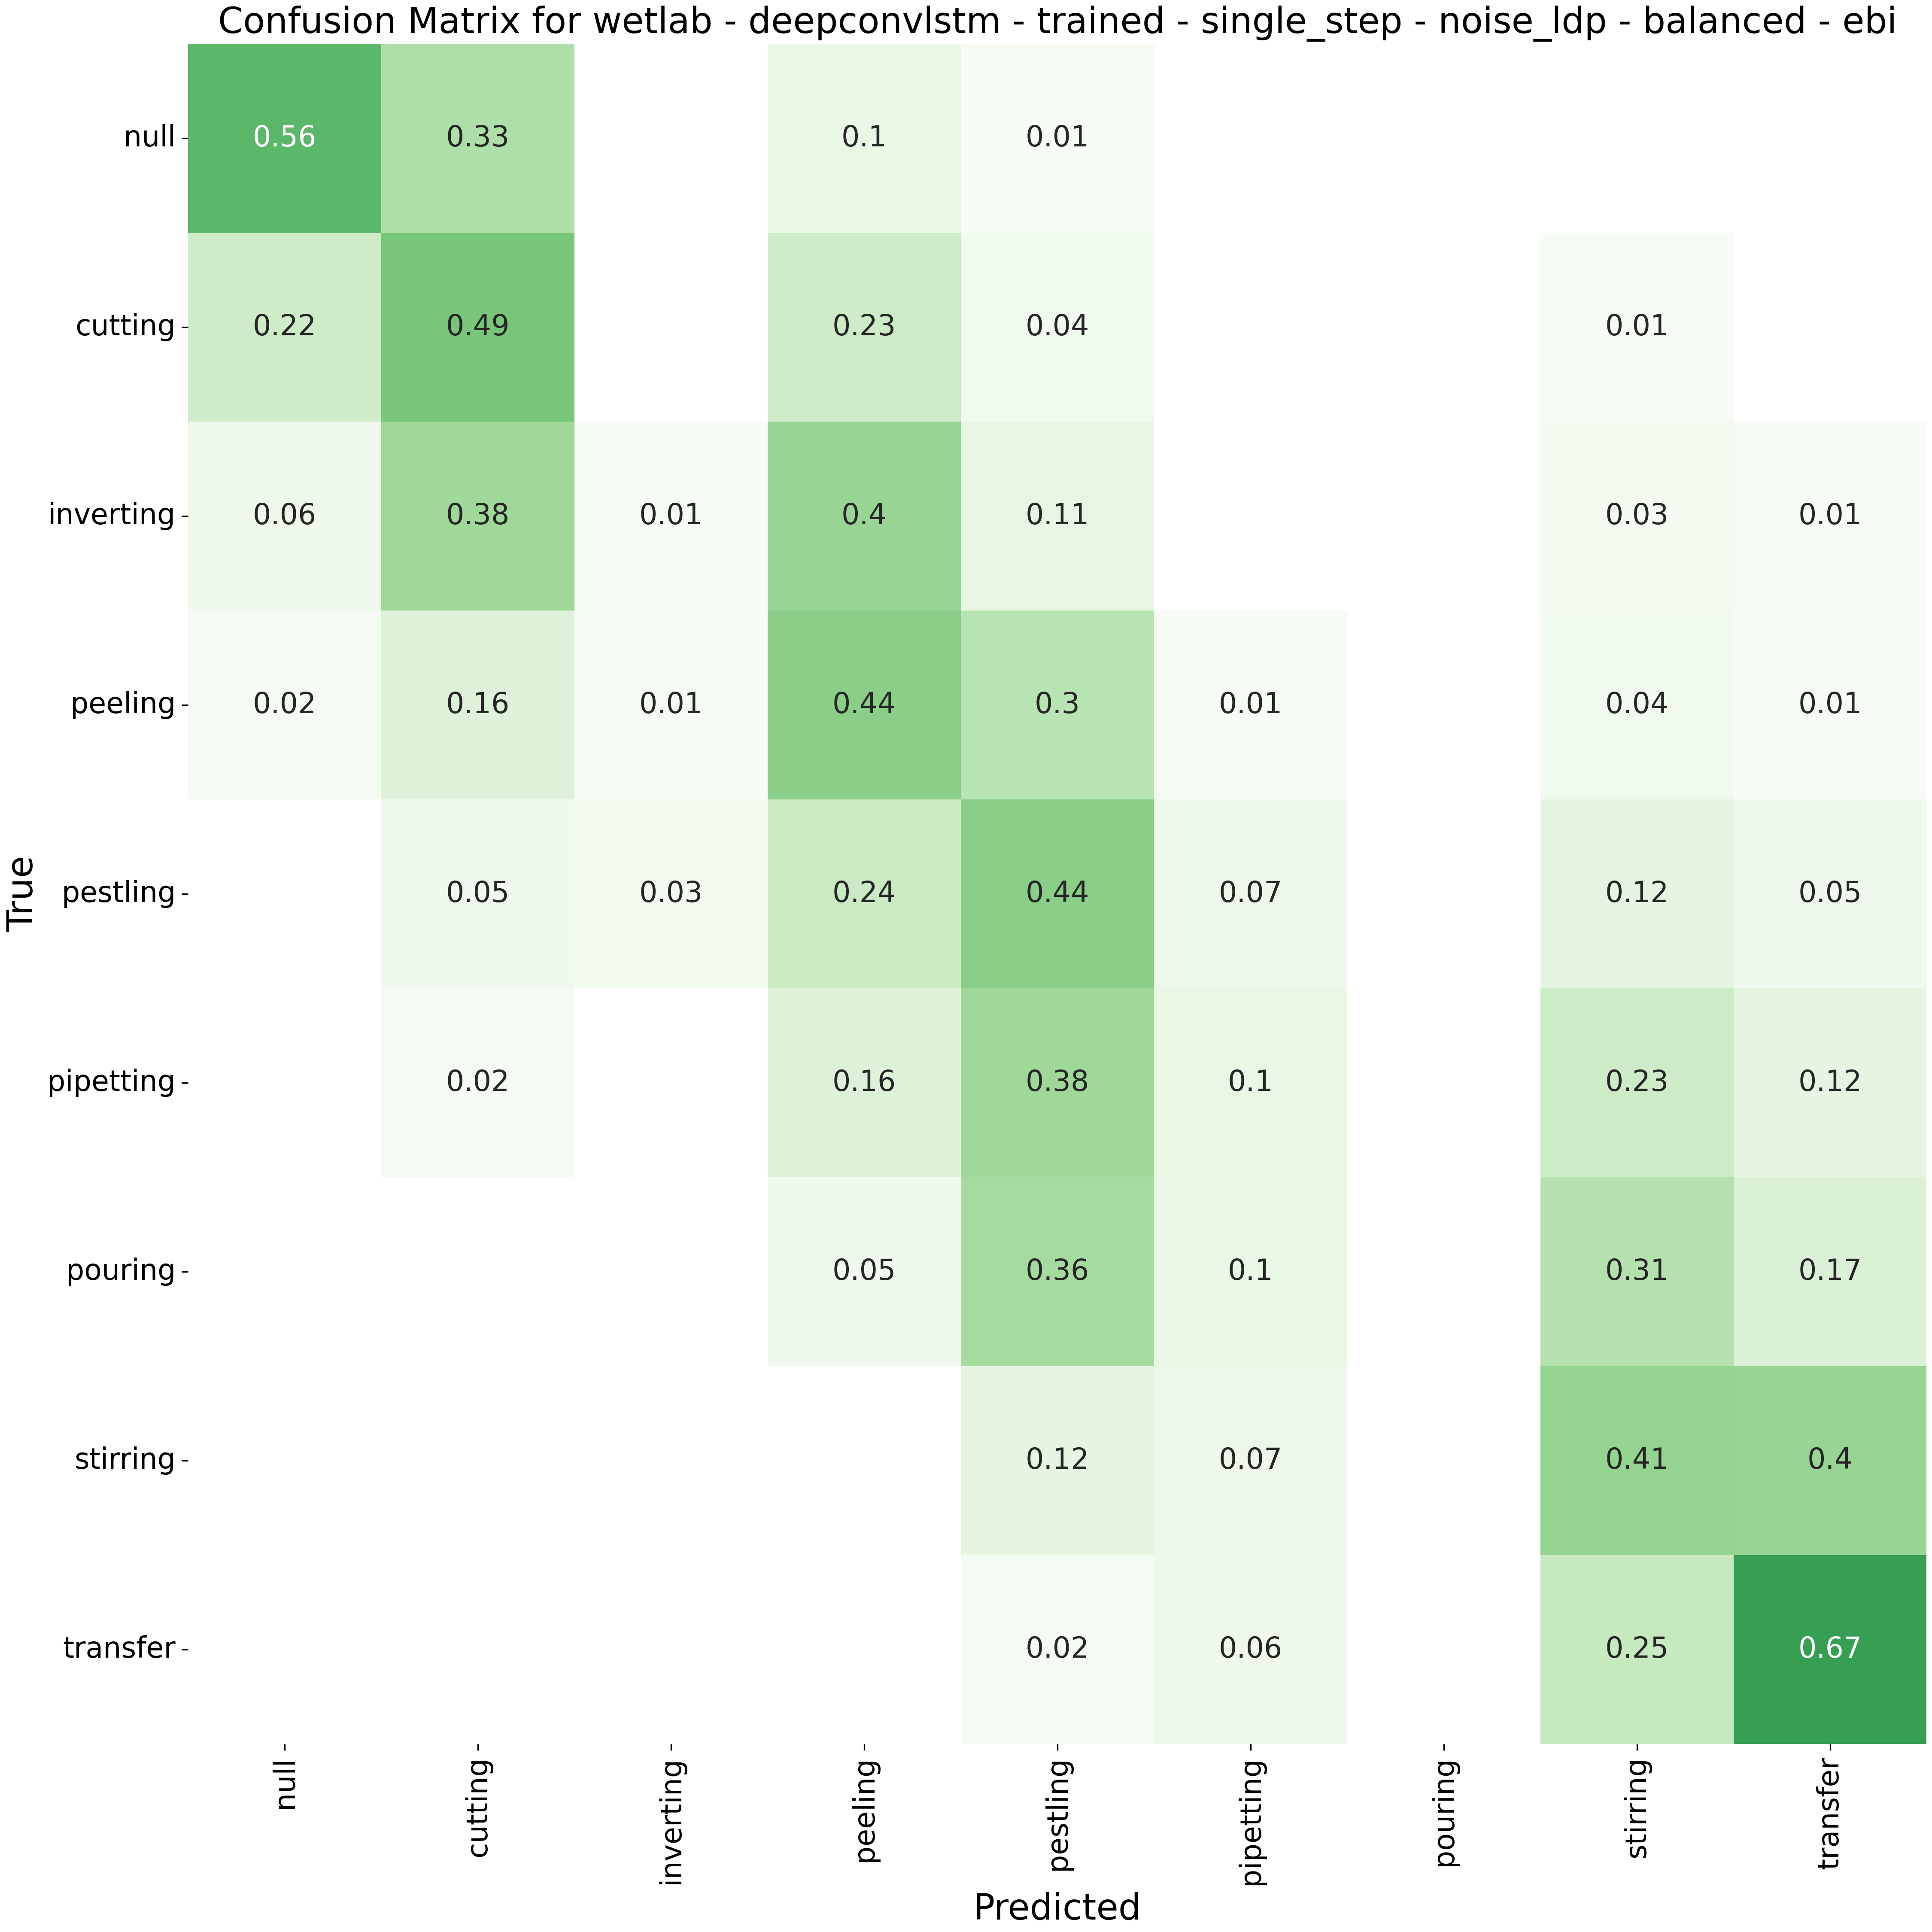 Confusion Matrix for wetlab - deepconvlstm - trained - single_step - noise_ldp - balanced - ebi
null 0.56 0.33 0.1 0.01
cutting 0.22 0.49 0.23 0.04 0.01
inverting 0.06 0.38 0.01 0.4 0.11 0.03 0.01
peeling 0.02 0.16 0.01 0.44 0.3 0.01 0.04 0.01
pestling 0.05 0.03 0.24 0.44 0.07 0.12 0.05
pipetting 0.02 0.16 0.38 0.1 0.23 0.12
pouring 0.05 0.36 0.1 0.31 0.17
stirring 0.12 0.07 0.41 0.4
transfer 0.02 0.06 0.25 0.67
True
null cutting inverting peeling pestling pipetting pouring stirring transfer
Predicted